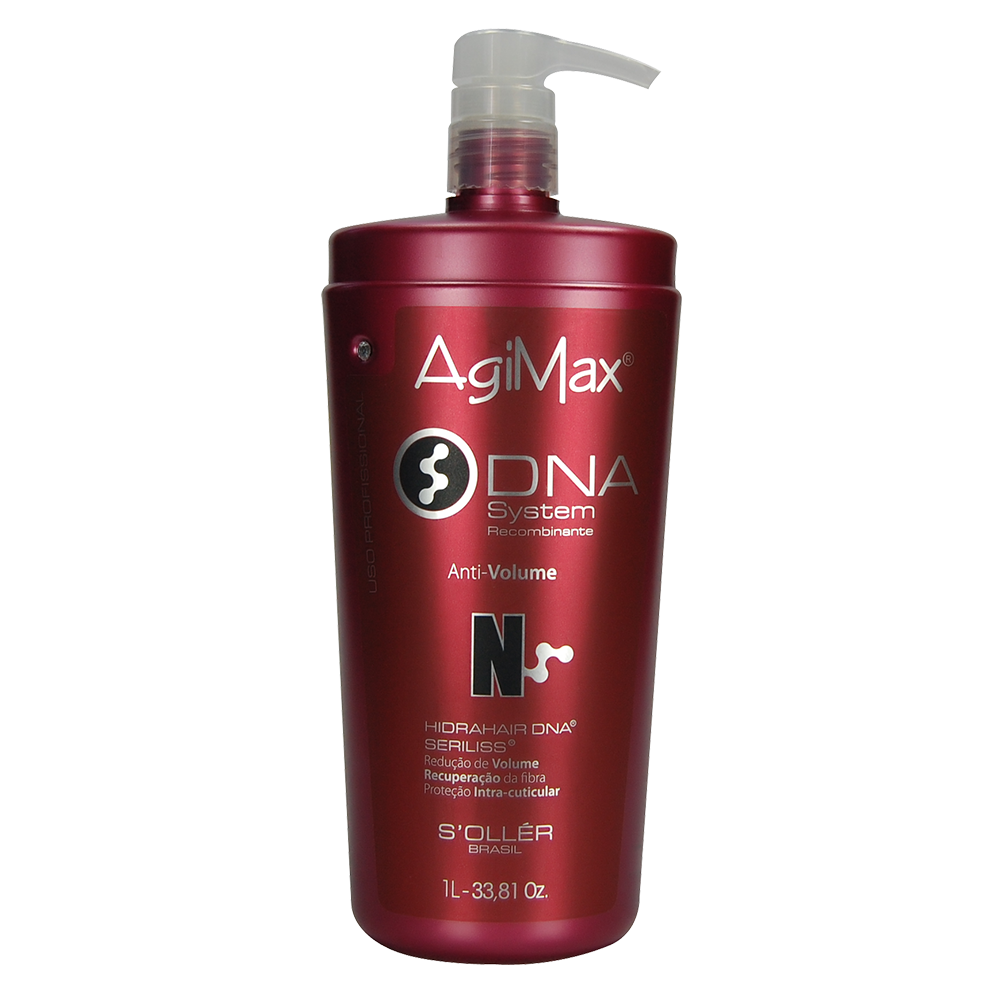 USO PROFISSIONAL
AgiMax®
DNA
System
Recombinante
Anti-Volume
N
HIDRAHAIR DNA®
SERILISS®
Redução de Volume
Recuperação da fibra
Proteção Intra-cuticular
S'OLLÉR
BRASIL
1L-33,81 Oz.